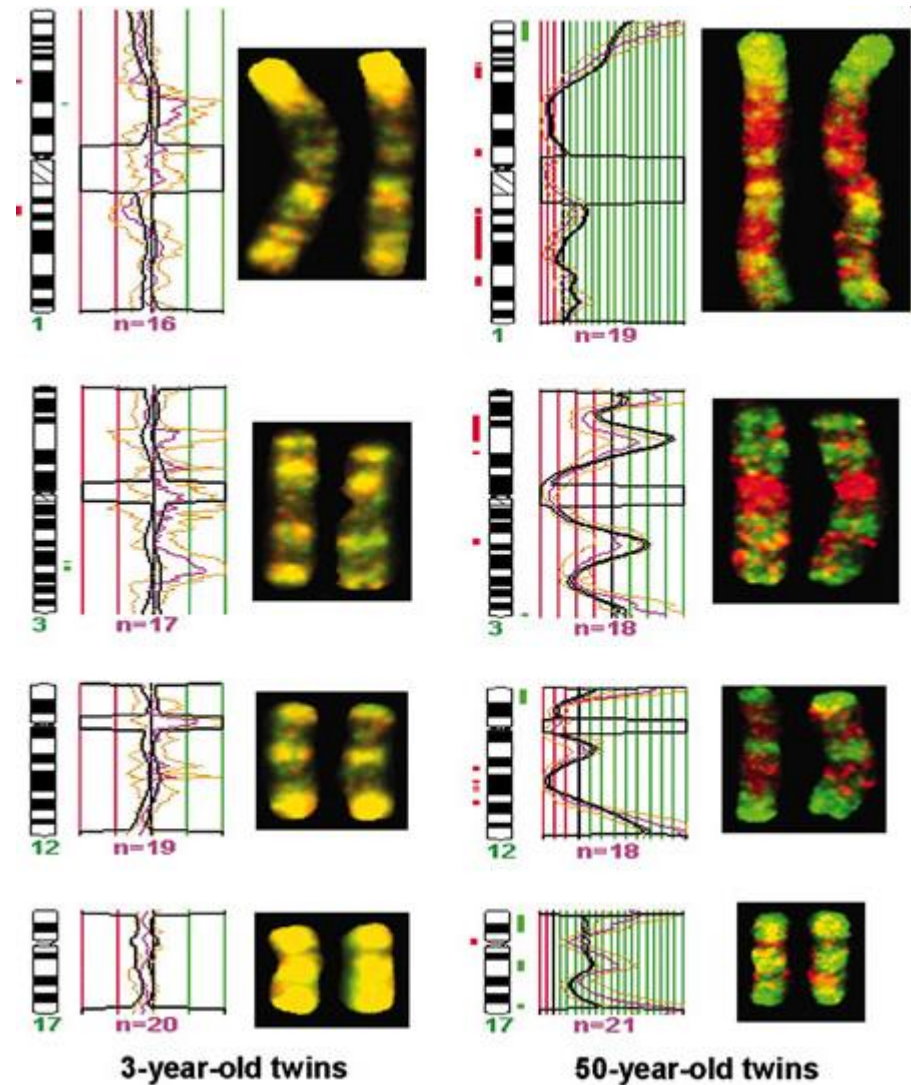 1
n=16
1
n=19
3
n=17
3
n=18
12
n=19
12
n=18
17
n=20
17
n=21
3-year-old twins
50-year-old twins